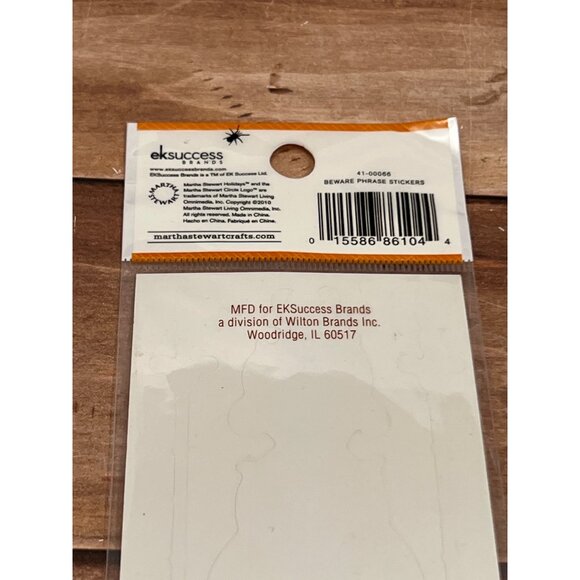 eksuccess
BRANDS
www.eksuccessbrands.com
EKSuccess Brands is a TM of EK Success Ltd.
MARTHA STEWART
Martha Stewart Holidays™ and the
Martha Stewart Circle Logo™ are
trademarks of Martha Stewart Living
Omnimedia, Inc. Copyright ©2010
Martha Stewart Living Omnimedia, Inc.
All rights reserved. Made in China.
Hecho en China, Fabriqué en China.
marthastewartcrafts.com
41-00066
BEWARE PHRASE STICKERS
0 15586 86104 4
MFD for EKSuccess Brands
a division of Wilton Brands Inc.
Woodridge, IL 60517